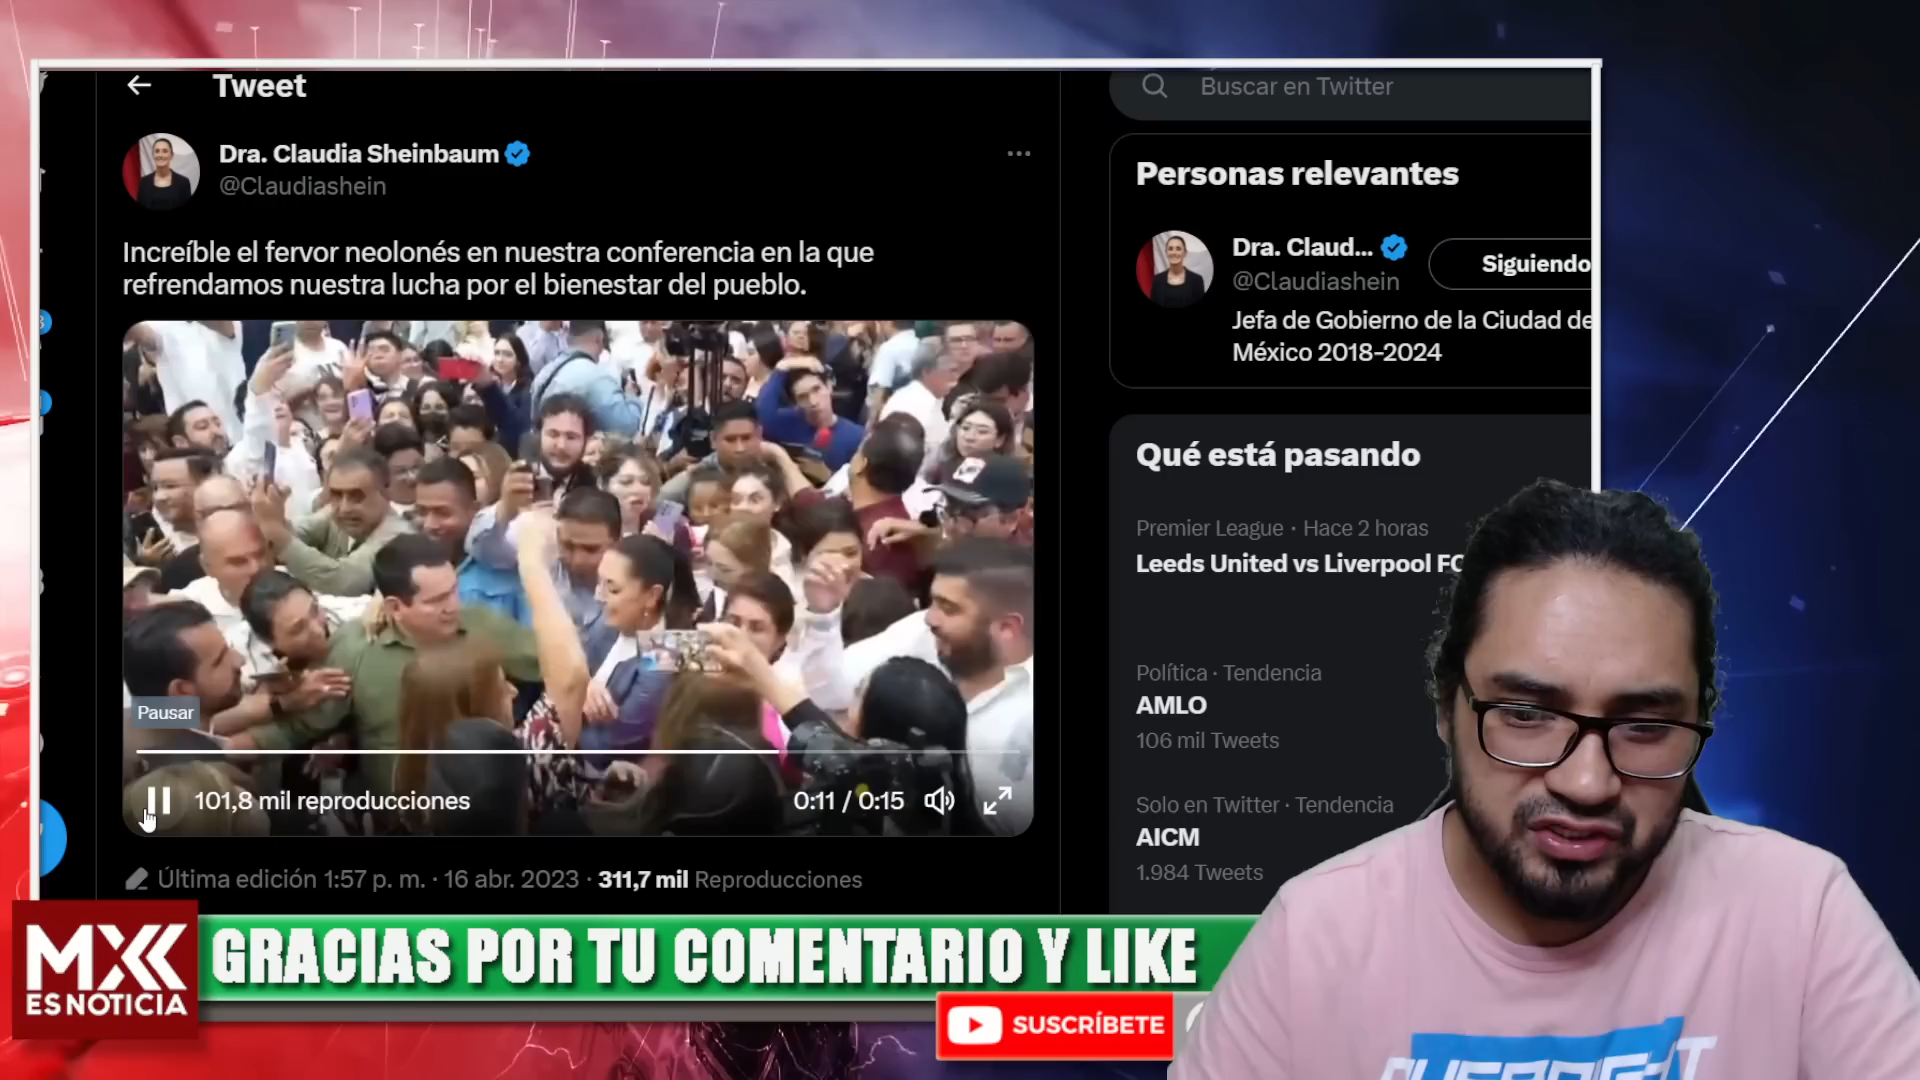 Tweet
Buscar en Twitter
Dra. Claudia Sheinbaum
@Claudiashein
Increíble el fervor neolonés en nuestra conferencia en la que
refrendamos nuestra lucha por el bienestar del pueblo.
Pausar
101,8 mil reproducciones
0:11 / 0:15
Última edición 1:57 p. m. · 16 abr. 2023 · 311,7 mil Reproducciones
Personas relevantes
Dra. Claud...
@Claudiashein
Siguiendo
Jefa de Gobierno de la Ciudad de
México 2018-2024
Qué está pasando
Premier League · Hace 2 horas
Leeds United vs Liverpool FC
Política · Tendencia
AMLO
106 mil Tweets
Solo en Twitter · Tendencia
AICM
1.984 Tweets
MX
ES NOTICIA
GRACIAS POR TU COMENTARIO Y LIKE
SUSCRÍBETE